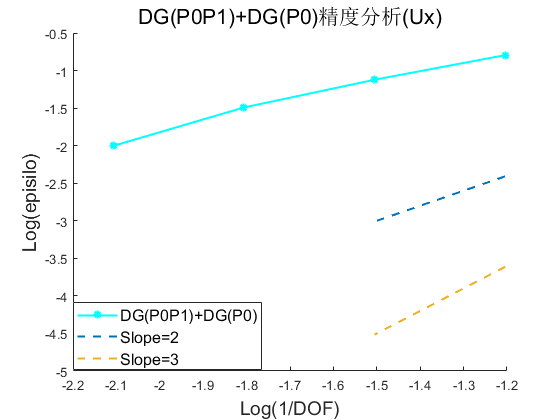 DG(P0P1)+DG(P0)精度分析(Ux)
-0.5
-1
-1.5
-2
-2.5
-3
-3.5
-4
-4.5
-5
Log(episilo)
DG(P0P1)+DG(P0)
Slope=2
Slope=3
-2.2 -2.1 -2 -1.9 -1.8 -1.7 -1.6 -1.5 -1.4 -1.3 -1.2
Log(1/DOF)